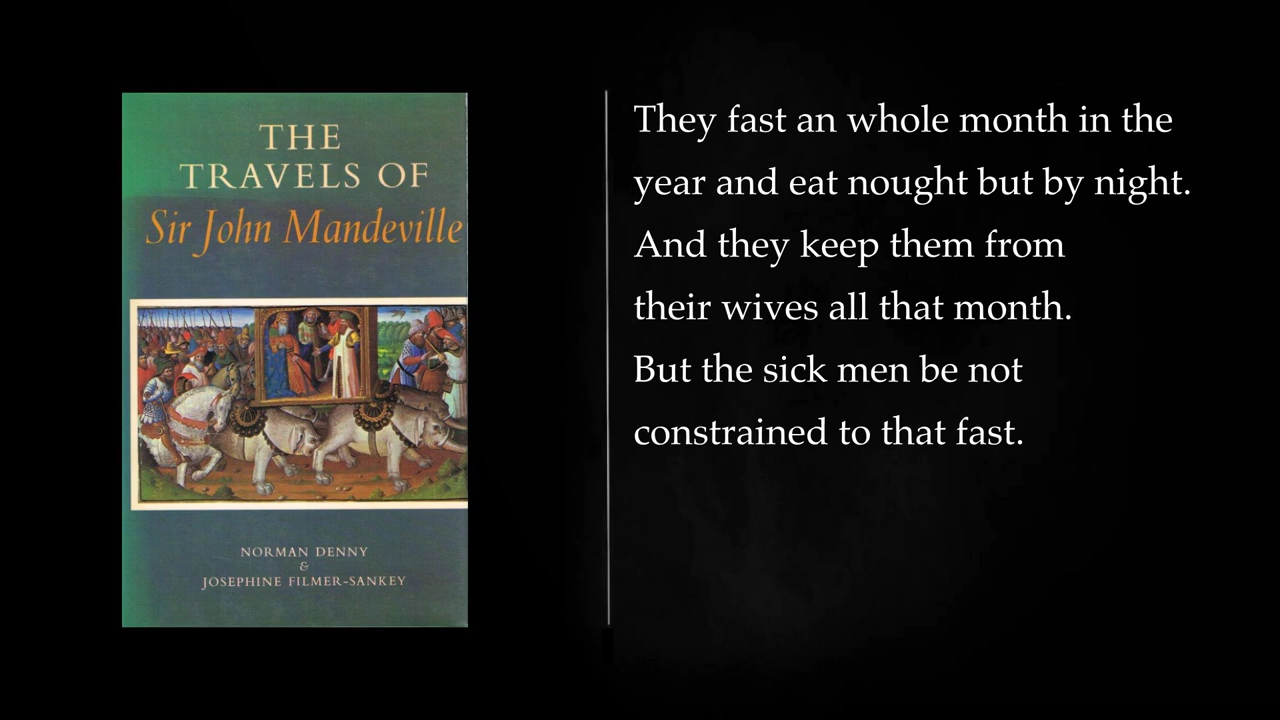 THE
TRAVELS OF
Sir John Mandeville
NORMAN DENNY
&
JOSEPHINE FILMER-SANKEY
They fast an whole month in the
year and eat nought but by night.
And they keep them from
their wives all that month.
But the sick men be not
constrained to that fast.